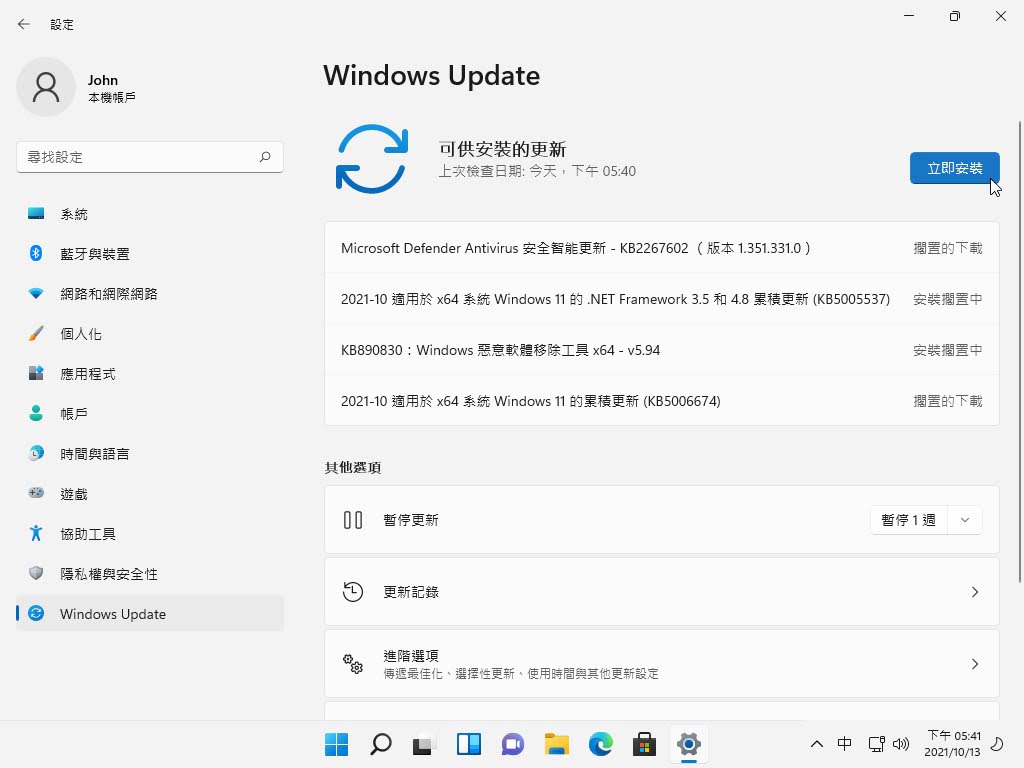 設定
John
本機帳戶
尋找設定
系統
藍牙與裝置
網路和網際網路
個人化
應用程式
帳戶
時間與語言
遊戲
協助工具
隱私權與安全性
Windows Update
Windows Update
可供安裝的更新
上次檢查日期: 今天，下午 05:40
立即安裝
Microsoft Defender Antivirus 安全智能更新 - KB2267602（版本 1.351.331.0）
擱置的下載
2021-10 適用於 x64 系統 Windows 11 的 .NET Framework 3.5 和 4.8 累積更新 (KB5005537)
安裝擱置中
KB890830：Windows 惡意軟體移除工具 x64 - v5.94
安裝擱置中
2021-10 適用於 x64 系統 Windows 11 的累積更新 (KB5006674)
擱置的下載
其他選項
暫停更新
暫停 1 週
更新記錄
進階選項
傳遞最佳化、選擇性更新、使用時間與其他更新設定
中
下午 05:41
2021/10/13